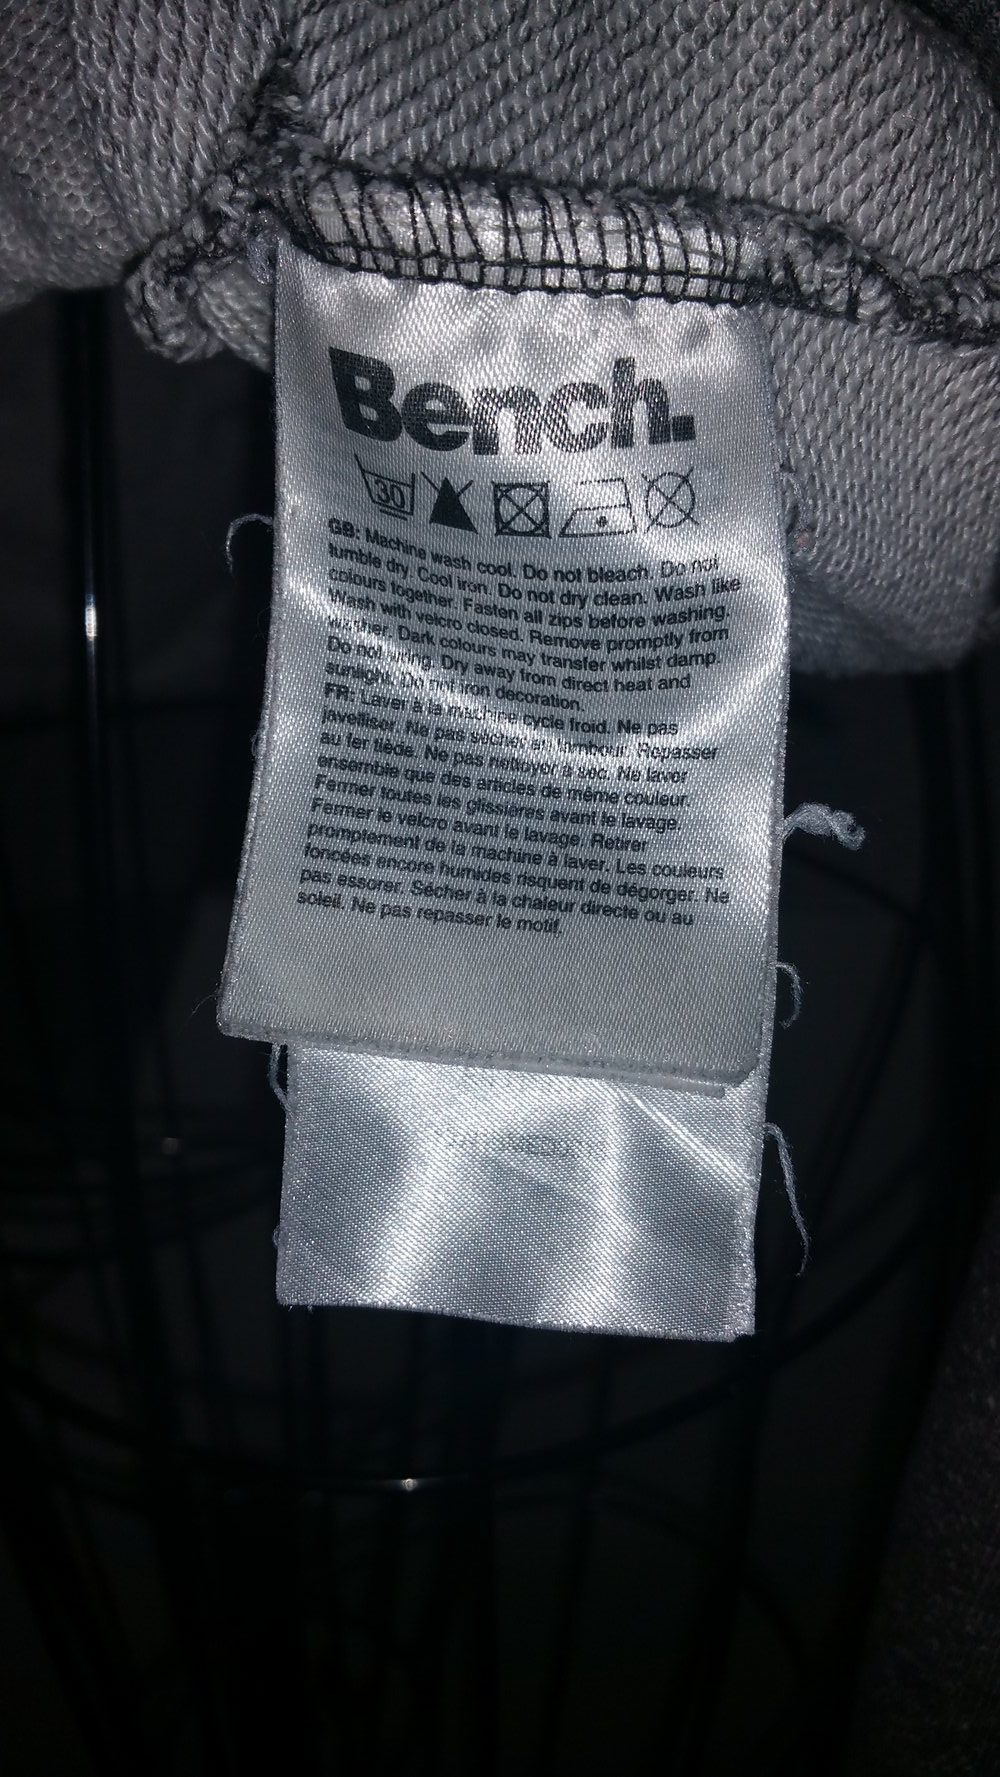 Bench.
30
GB: Machine wash cool. Do not bleach. Do not
tumble dry. Cool iron. Do not dry clean. Wash like
colours together. Fasten all zips before washing.
Wash with velcro closed. Remove promptly from
washer. Dark colours may transfer whilst damp.
Do not wring. Dry away from direct heat and
sunlight. Do not iron decoration.
FR: Laver à la machine cycle froid. Ne pas
javelliser. Ne pas sécher au tambour. Repasser
au fer tiède. Ne pas nettoyer à sec. Ne laver
ensemble que des articles de même couleur.
Fermer toutes les glissieres avant le lavage.
Fermer le velcro avant le lavage. Retirer
promptement de la machine à laver. Les couleurs
foncées encore humides risquent de dégorger. Ne
pas essorer. Sécher à la chaleur directe ou au
soleil. Ne pas repasser le motif.